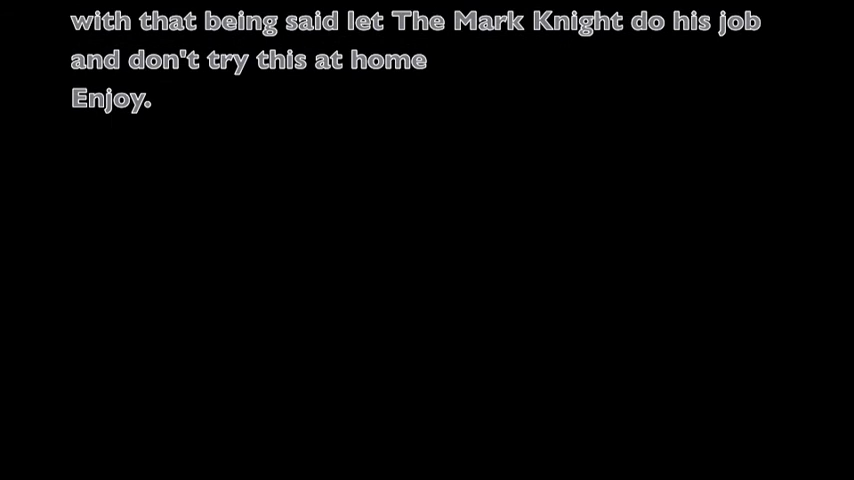 with that being said let The Mark Knight do his job
and don't try this at home
Enjoy.